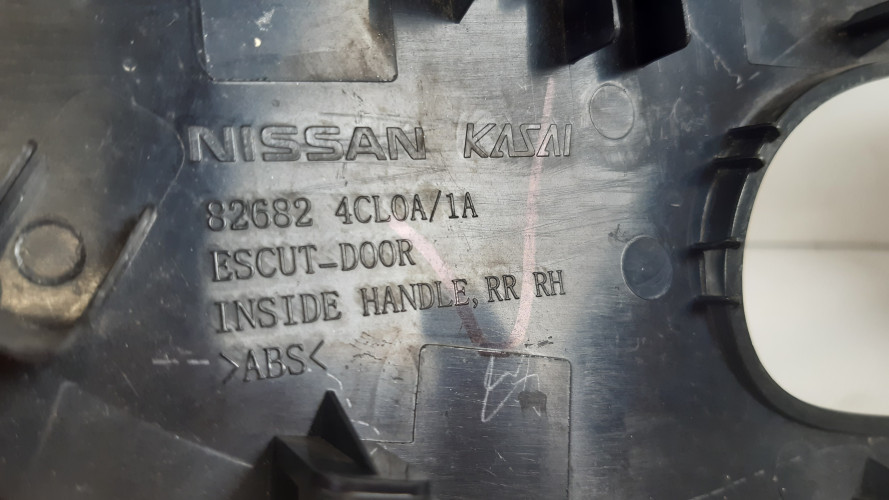 NISSAN KASAI
82682 4CL0A/1A
ESCUT-DOOR
INSIDE HANDLE, RR RH
>ABS<